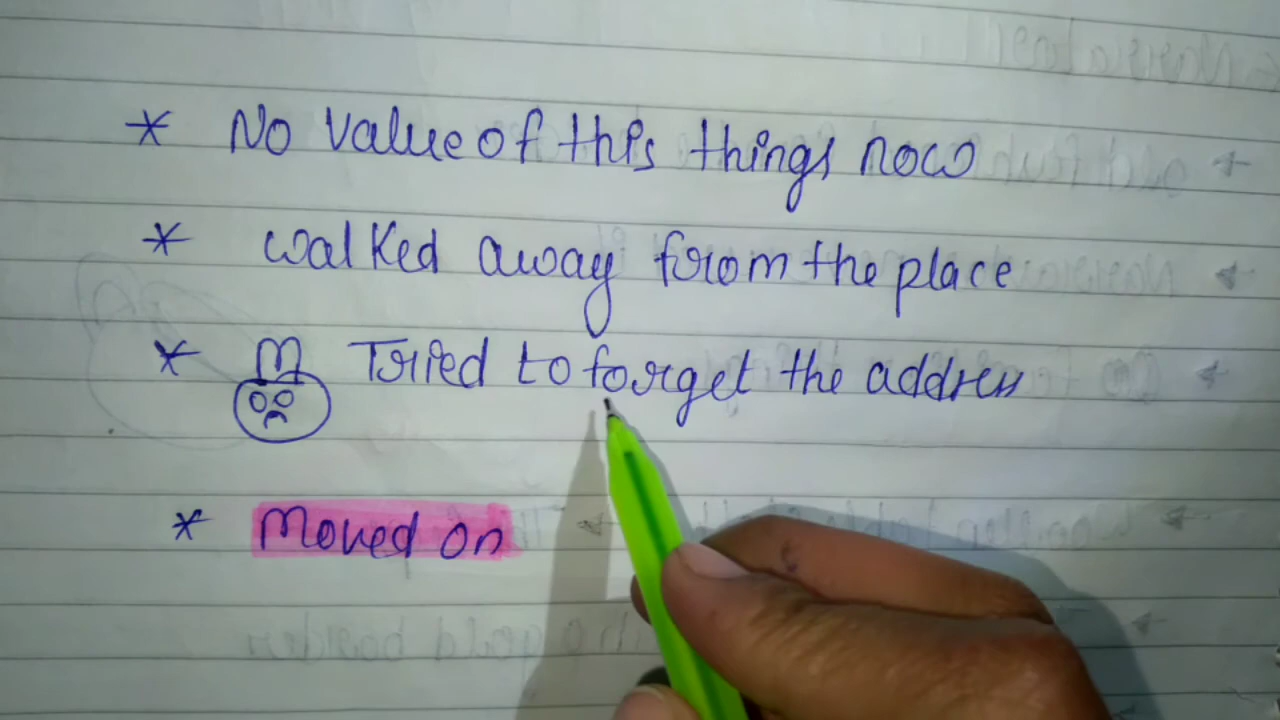 * No value of this things now
* walked away from the place
* Tried to forget the address
* Moved on